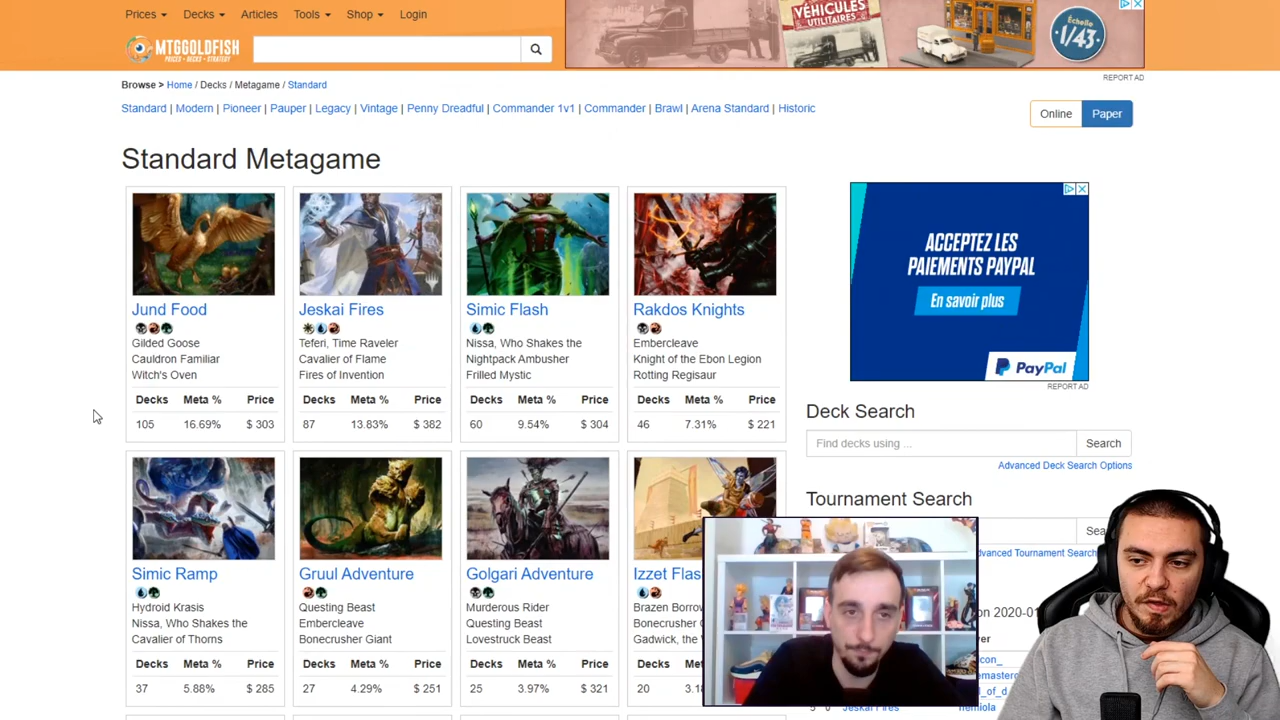 Prices Decks Articles Tools Shop Login
MTGGOLDFISH
PRICES • DECKS • STRATEGY
VÉHICULES
UTILITAIRES
Échelle
1/43
REPORT AD
Browse > Home / Decks / Metagame / Standard
Standard | Modern | Pioneer | Pauper | Legacy | Vintage | Penny Dreadful | Commander 1v1 | Commander | Brawl | Arena Standard | Historic
Online Paper
Standard Metagame
Jund Food
Gilded Goose
Cauldron Familiar
Witch's Oven
Decks Meta % Price
105 16.69% $ 303
Jeskai Fires
Teferi, Time Raveler
Cavalier of Flame
Fires of Invention
Decks Meta % Price
87 13.83% $ 382
Simic Flash
Nissa, Who Shakes the
Nightpack Ambusher
Frilled Mystic
Decks Meta % Price
60 9.54% $ 304
Rakdos Knights
Embercleave
Knight of the Ebon Legion
Rotting Regisaur
Decks Meta % Price
46 7.31% $ 221
Simic Ramp
Hydroid Krasis
Nissa, Who Shakes the
Cavalier of Thorns
Decks Meta % Price
37 5.88% $ 285
Gruul Adventure
Questing Beast
Embercleave
Bonecrusher Giant
Decks Meta % Price
27 4.29% $ 251
Golgari Adventure
Murderous Rider
Questing Beast
Lovestruck Beast
Decks Meta % Price
25 3.97% $ 321
Izzet Flas
Brazen Borrow
Bonecrusher
Gadwick, the
Decks
20 3.1
ACCEPTEZ LES
PAIEMENTS PAYPAL
En savoir plus
PayPal
REPORT AD
Deck Search
Find decks using ... Search
Advanced Deck Search Options
Tournament Search
Sea
dvanced Tournament Search
on 2020-01
yer
con_
emaster
l_of_d
5 0 Jeskai Fires hemiola